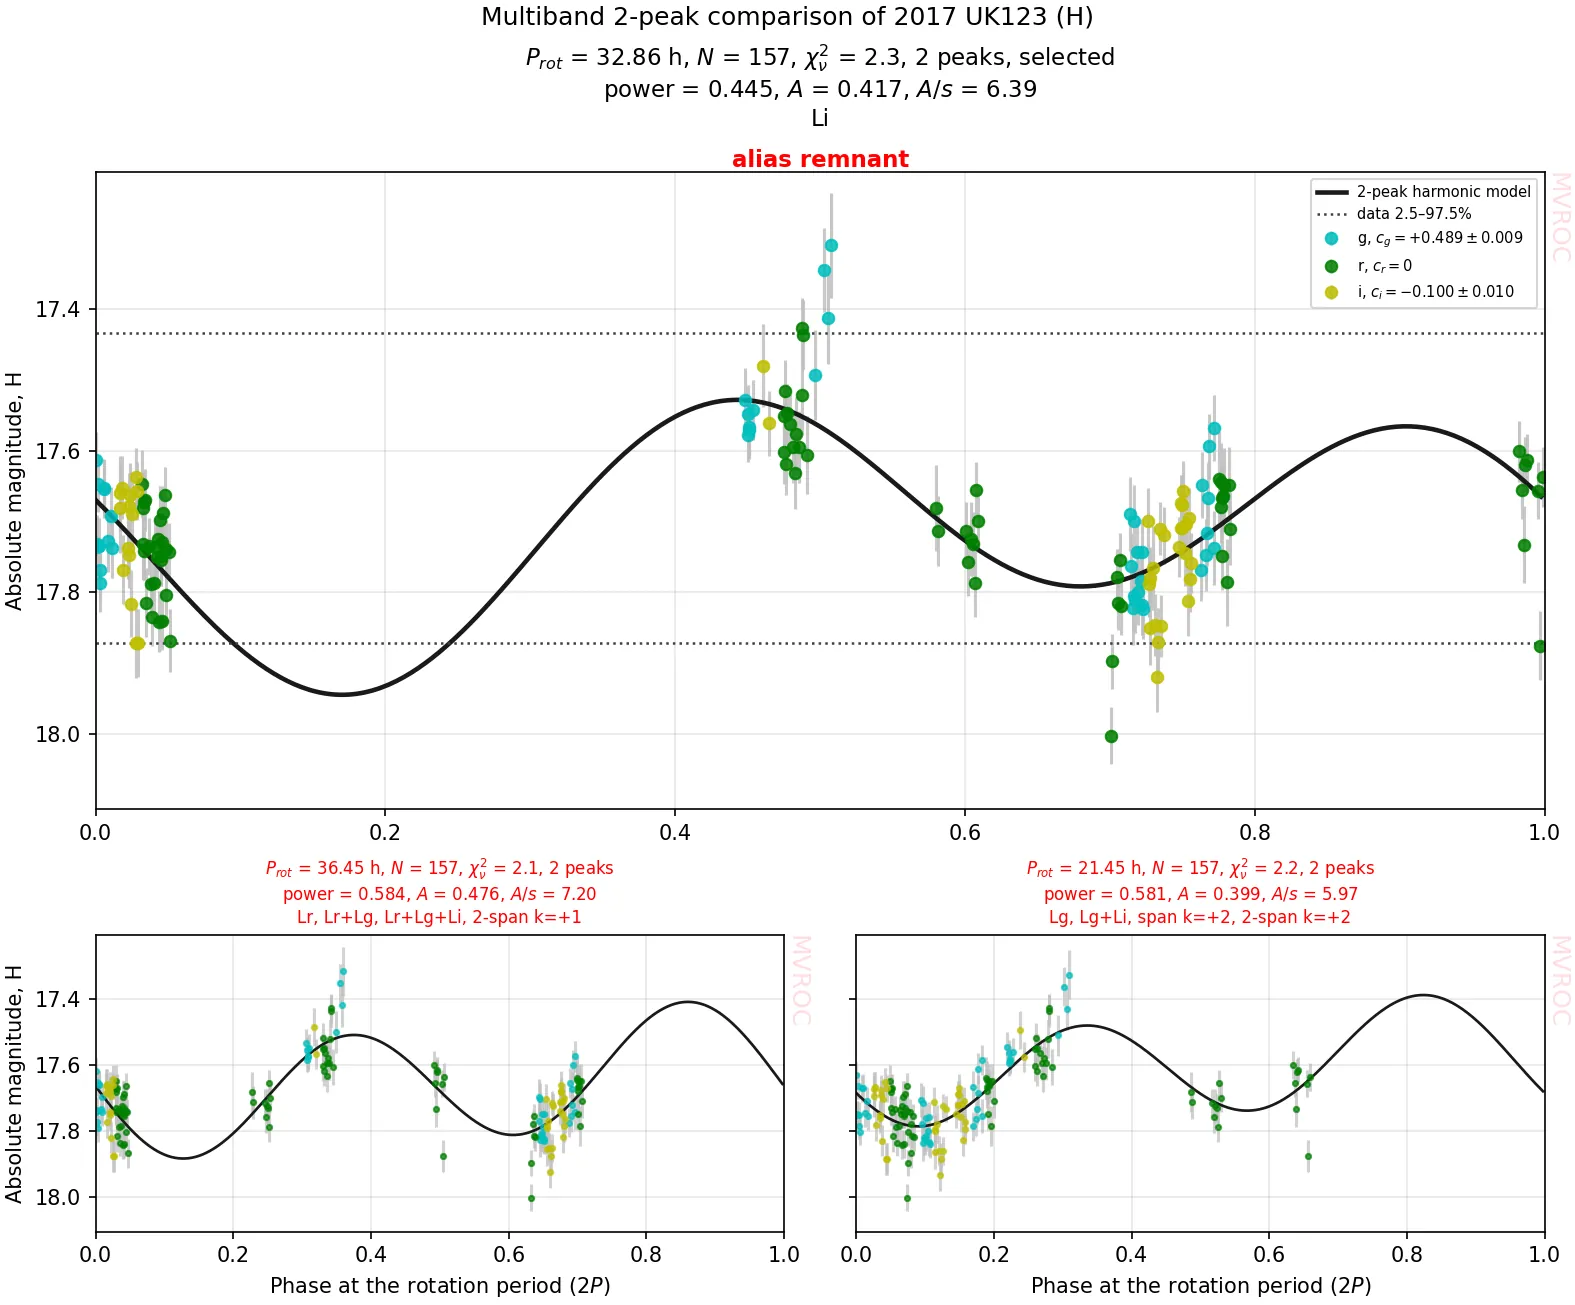 Multiband 2-peak comparison of 2017 UK123 (H)
P_rot = 32.86 h, N = 157, χ²_ν = 2.3, 2 peaks, selected
power = 0.445, A = 0.417, A/s = 6.39
Li
alias remnant
2-peak harmonic model
data 2.5–97.5%
g, c_g = +0.489 ± 0.009
r, c_r = 0
i, c_i = −0.100 ± 0.010
MVROC
Absolute magnitude, H
17.4
17.6
17.8
18.0
0.0 0.2 0.4 0.6 0.8 1.0
P_rot = 36.45 h, N = 157, χ²_ν = 2.1, 2 peaks
power = 0.584, A = 0.476, A/s = 7.20
Lr, Lr+Lg, Lr+Lg+Li, 2-span k=+1
MVROC
Absolute magnitude, H
17.4
17.6
17.8
18.0
0.0 0.2 0.4 0.6 0.8 1.0
Phase at the rotation period (2P)
P_rot = 21.45 h, N = 157, χ²_ν = 2.2, 2 peaks
power = 0.581, A = 0.399, A/s = 5.97
Lg, Lg+Li, span k=+2, 2-span k=+2
MVROC
0.0 0.2 0.4 0.6 0.8 1.0
Phase at the rotation period (2P)